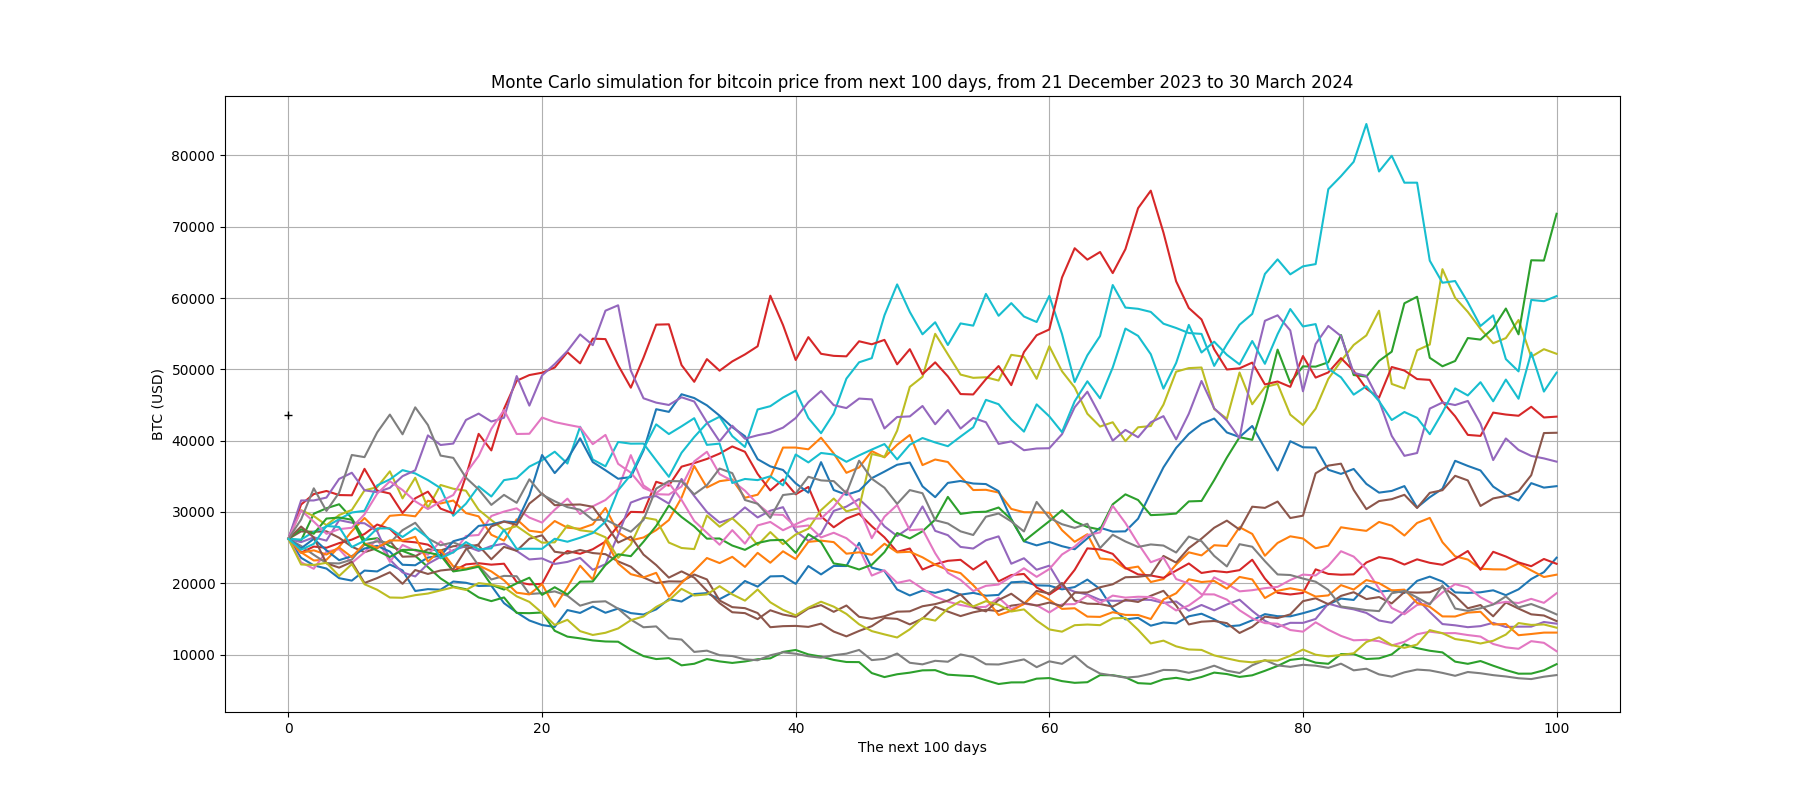 Monte Carlo simulation for bitcoin price from next 100 days, from 21 December 2023 to 30 March 2024
80000
70000
60000
50000
40000
30000
20000
10000
BTC (USD)
0 20 40 60 80 100
The next 100 days